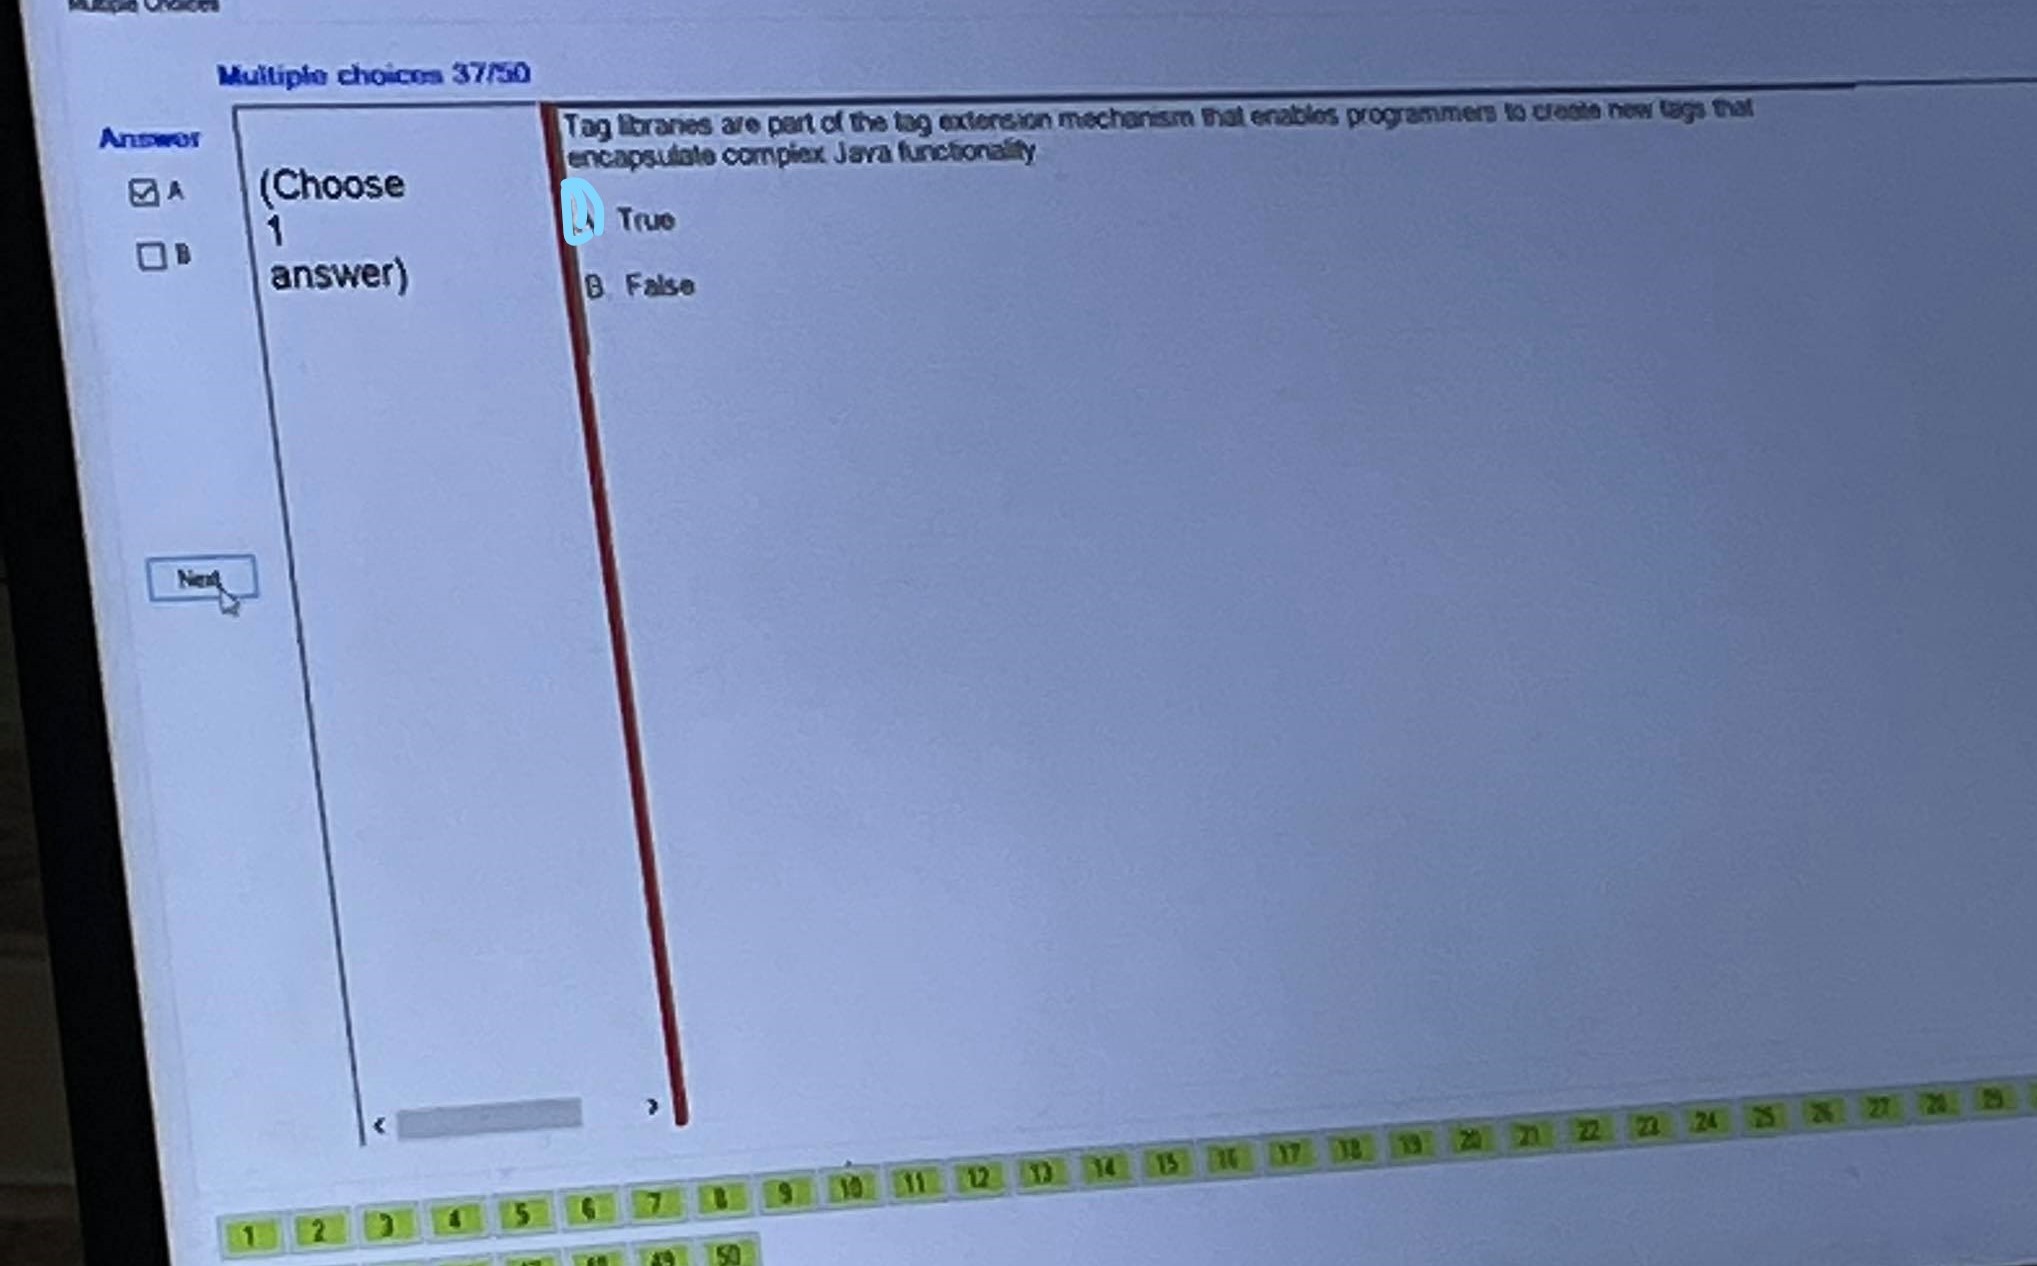 Multiple Choices
Multiple choices 37/50
Answer
A
B
(Choose
1
answer)
Tag libraries are part of the tag extension mechanism that enables programmers to create new tags that
encapsulate complex Java functionality
True
B. False
Next
1 2 3 4 5 6 7 8 9 10 11 12 13 14 15 16 17 18 19 20 21 22 23 24 25 26 27 28 29
49 50